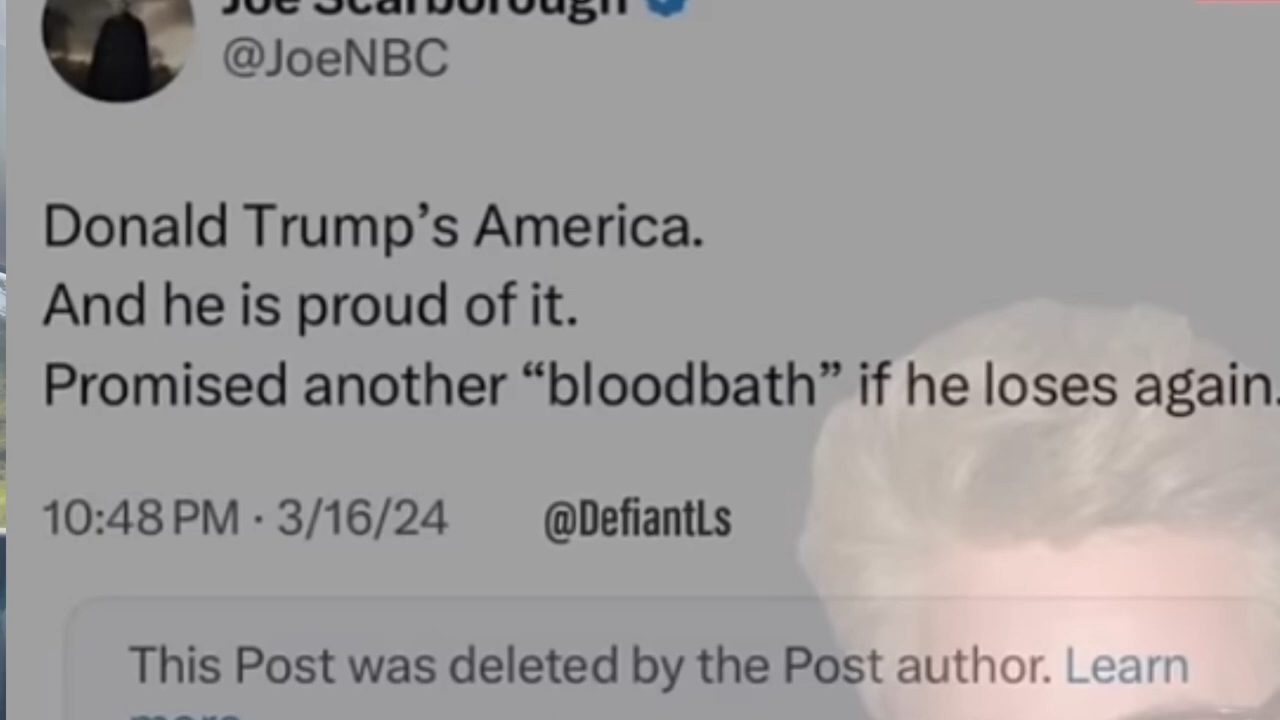 Joe Scarborough
@JoeNBC
Donald Trump’s America.
And he is proud of it.
Promised another “bloodbath” if he loses again.
10:48 PM · 3/16/24 @DefiantLs
This Post was deleted by the Post author. Learn
more